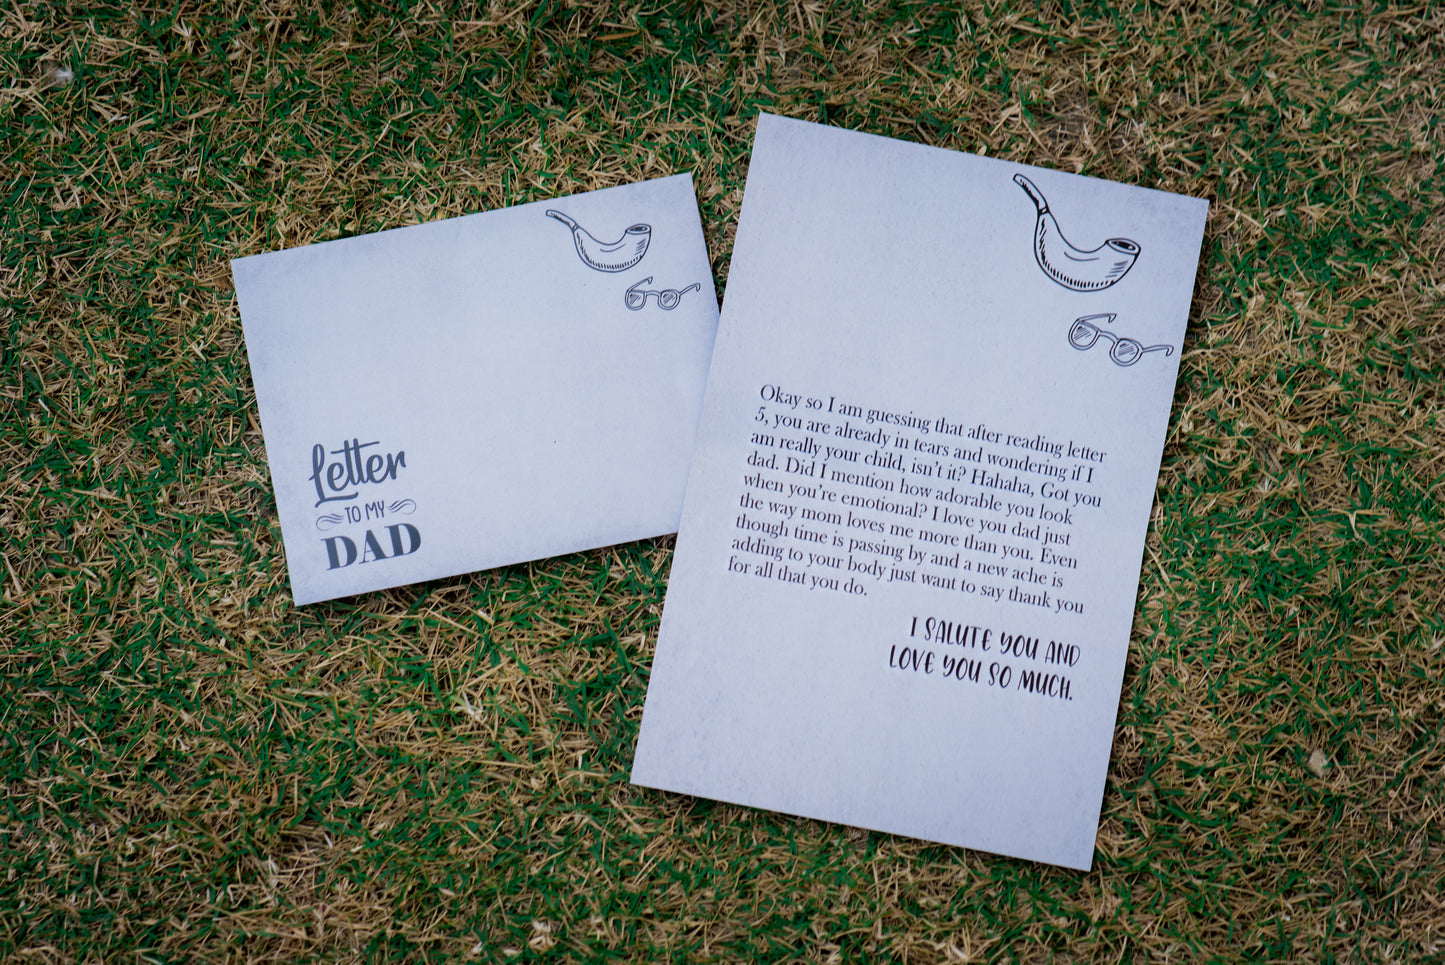 Letter
TO MY
DAD
Okay so I am guessing that after reading letter
5, you are already in tears and wondering if I
am really your child, isn't it? Hahaha, Got you
dad. Did I mention how adorable you look
when you're emotional? I love you dad just
the way mom loves me more than you. Even
though time is passing by and a new ache is
adding to your body just want to say thank you
for all that you do.
I SALUTE YOU AND
LOVE YOU SO MUCH.